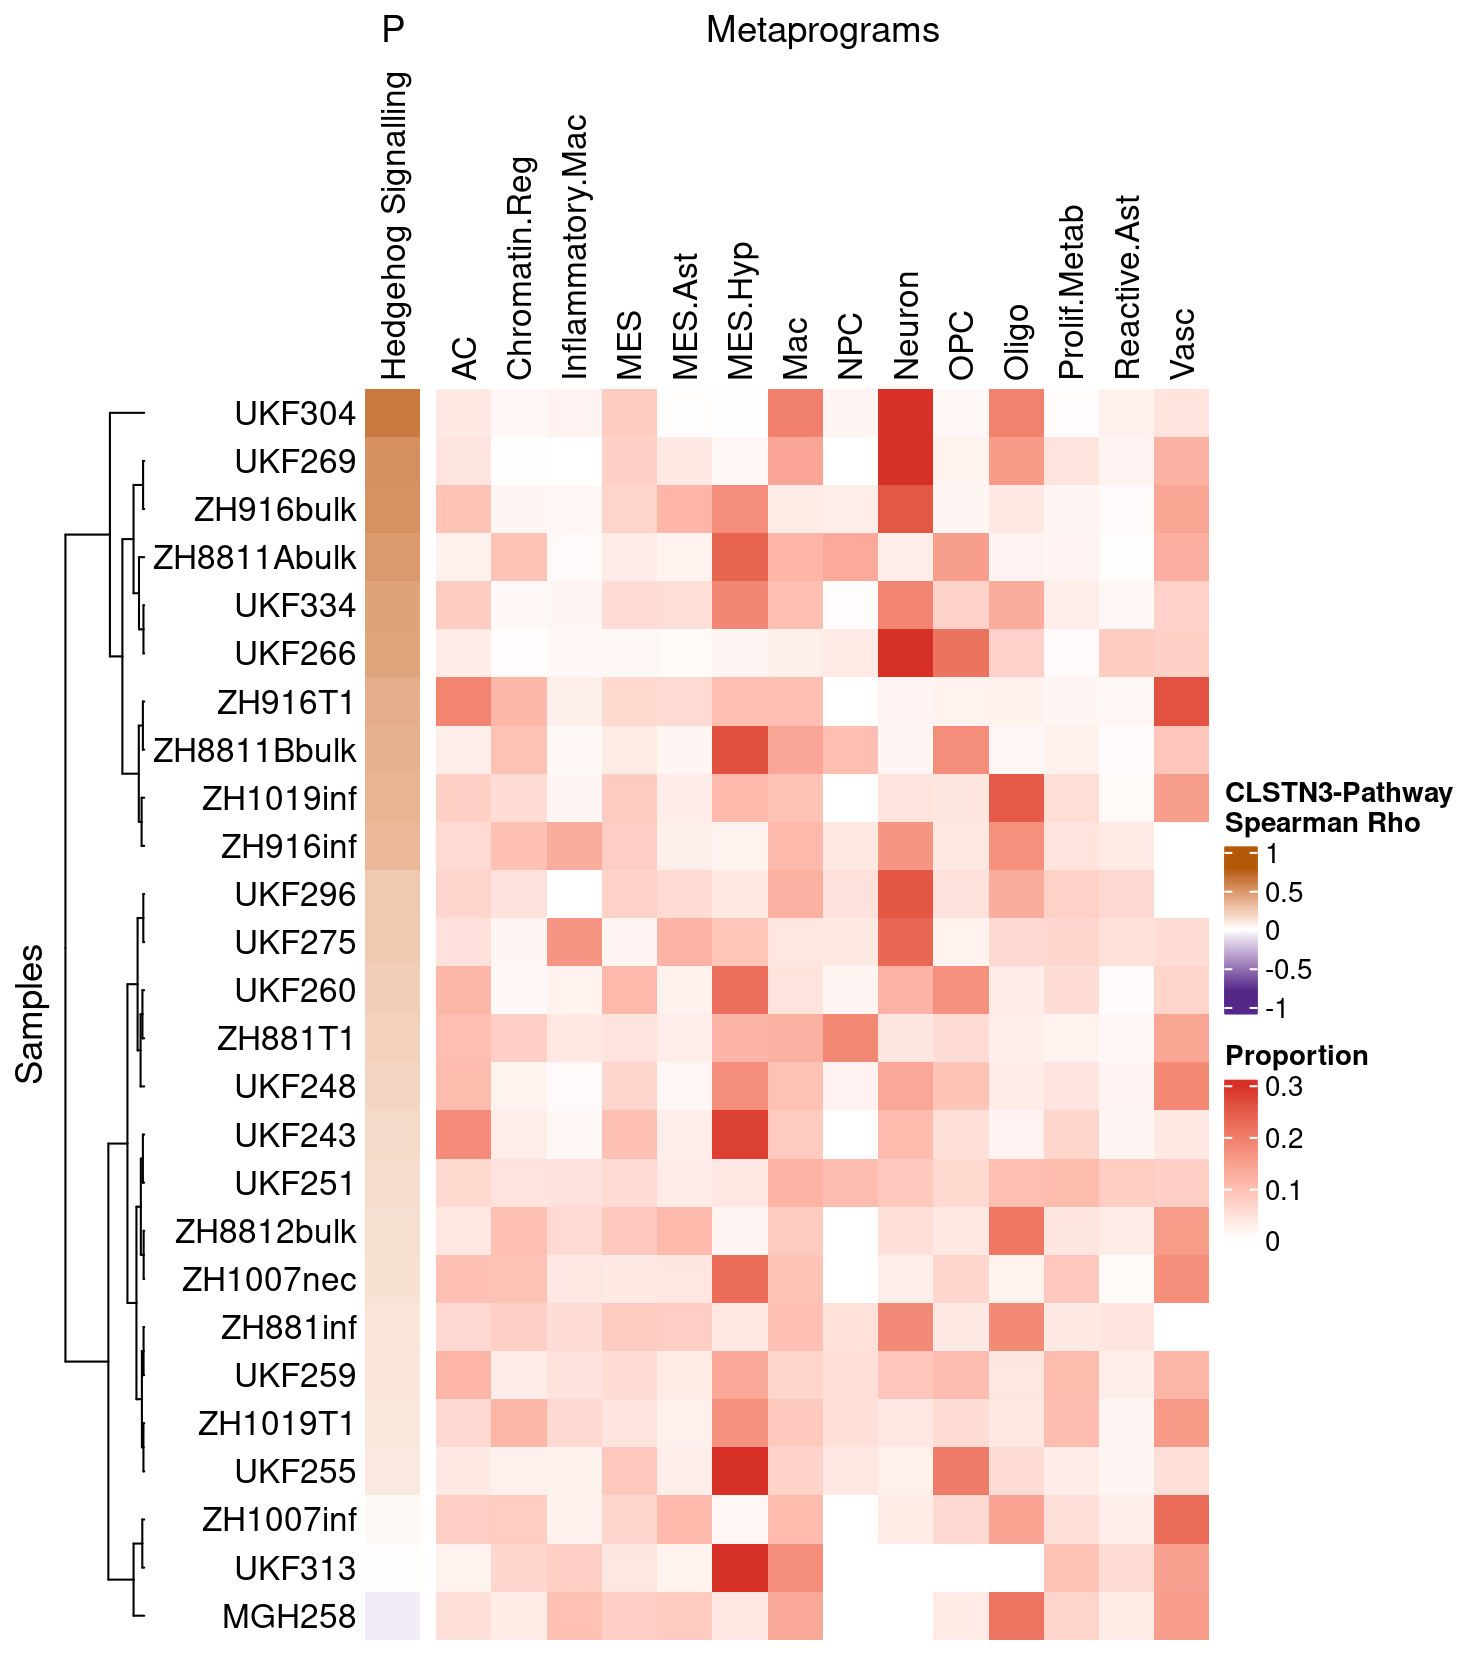 P
Metaprograms
Hedgehog Signalling
AC
Chromatin.Reg
Inflammatory.Mac
MES
MES.Ast
MES.Hyp
Mac
NPC
Neuron
OPC
Oligo
Prolif.Metab
Reactive.Ast
Vasc
Samples
UKF304
UKF269
ZH916bulk
ZH8811Abulk
UKF334
UKF266
ZH916T1
ZH8811Bbulk
ZH1019inf
ZH916inf
UKF296
UKF275
UKF260
ZH881T1
UKF248
UKF243
UKF251
ZH8812bulk
ZH1007nec
ZH881inf
UKF259
ZH1019T1
UKF255
ZH1007inf
UKF313
MGH258
CLSTN3-Pathway
Spearman Rho
1
0.5
0
-0.5
-1
Proportion
0.3
0.2
0.1
0